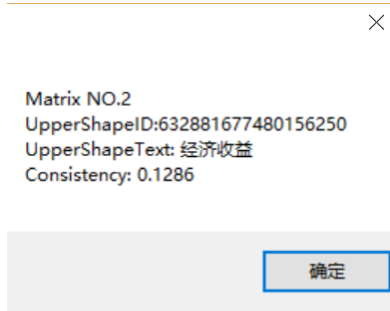 Matrix NO.2
UpperShapeID:632881677480156250
UpperShapeText: 经济收益
Consistency: 0.1286
确定